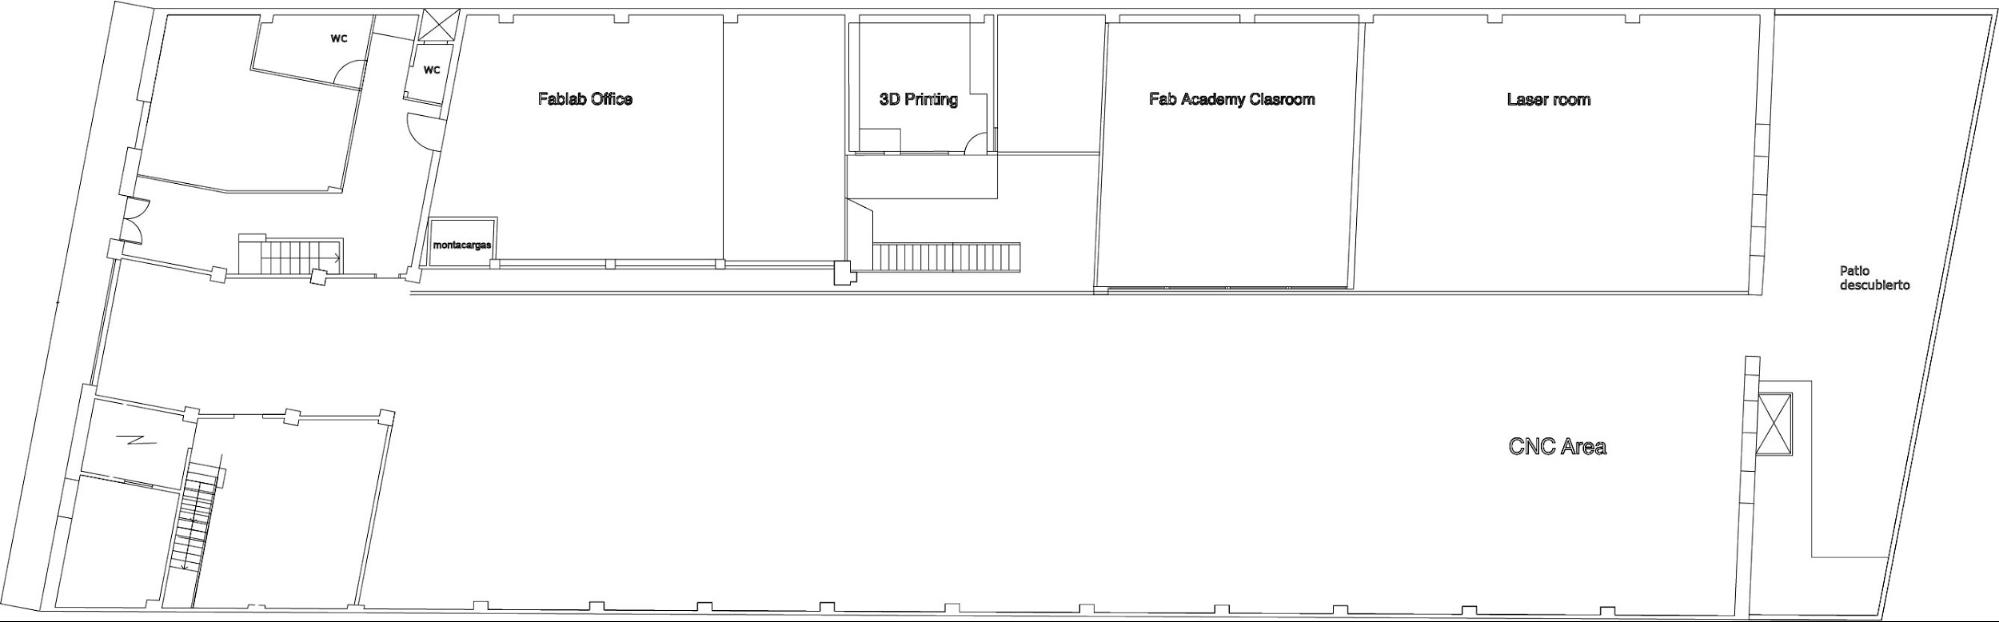 WC
WC
Fablab Office
3D Printing
Fab Academy Clasroom
Laser room
montacargas
Patio
descubierto
CNC Area